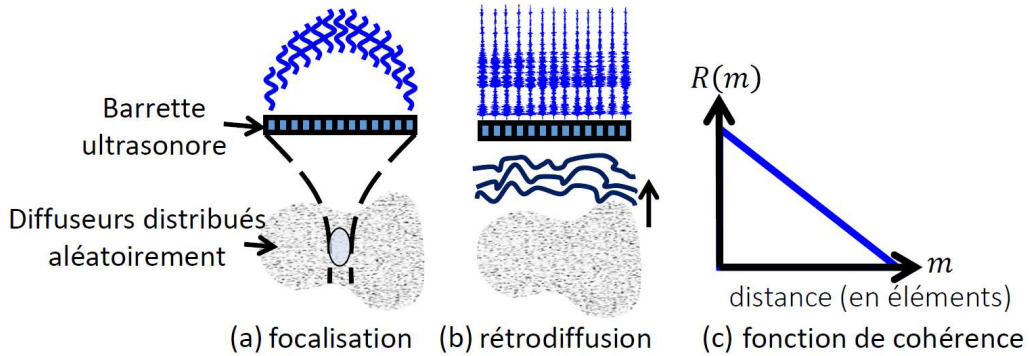 Barrette
ultrasonore
Diffuseurs distribués
aléatoirement
(a) focalisation
(b) rétrodiffusion
R(m)
m
distance (en éléments)
(c) fonction de cohérence